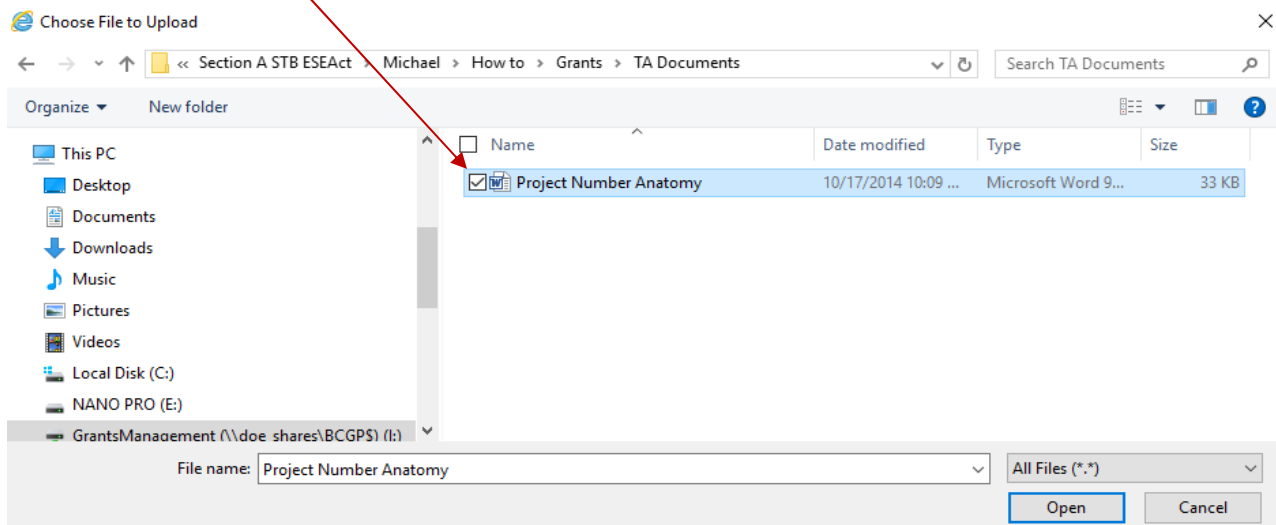 Choose File to Upload
« Section A STB ESEAct > Michael > How to > Grants > TA Documents
Search TA Documents
Organize
New folder
This PC
Desktop
Documents
Downloads
Music
Pictures
Videos
Local Disk (C:)
NANO PRO (E:)
GrantsManagement (\\doe_shares\BCGP$) (I:)
Name Date modified Type Size
Project Number Anatomy 10/17/2014 10:09 ... Microsoft Word 9... 33 KB
File name: Project Number Anatomy
All Files (*.*)
Open Cancel